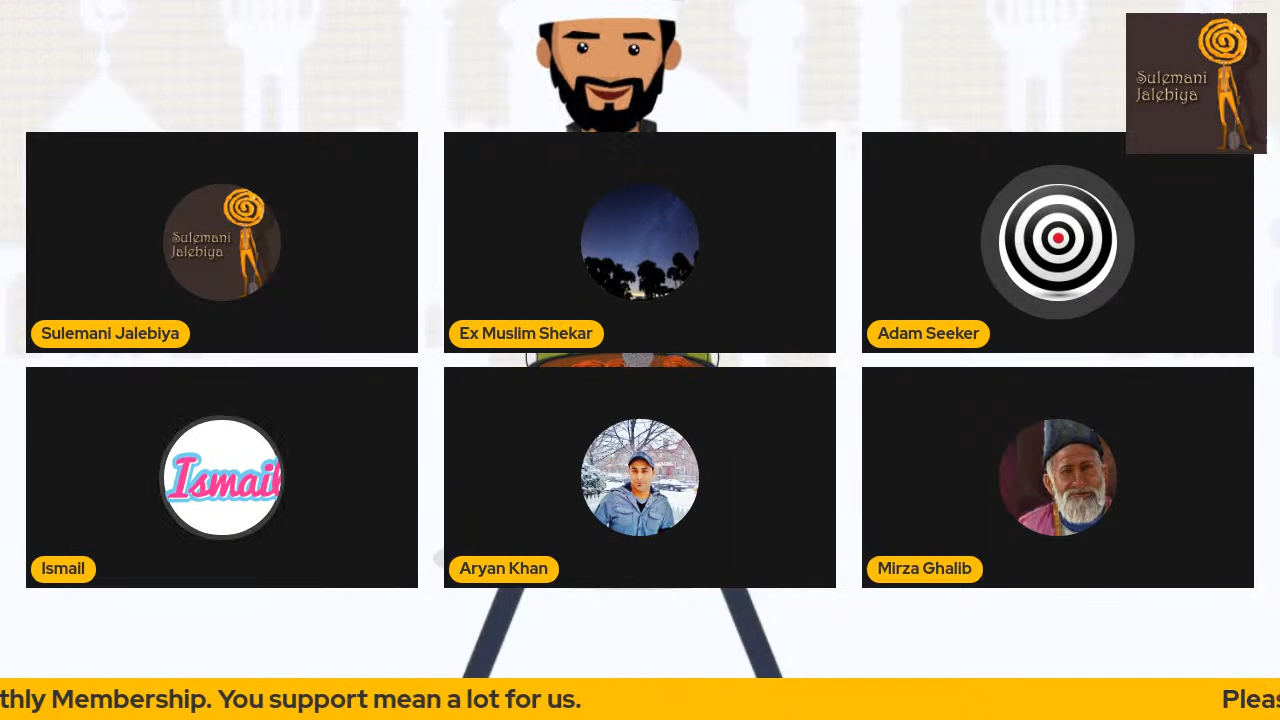 Sulemani
Jalebiya
Sulemani
Jalebiya
Sulemani Jalebiya
Ex Muslim Shekar
Adam Seeker
Ismail
Ismail
Aryan Khan
Mirza Ghalib
thly Membership. You support mean a lot for us.
Pleas